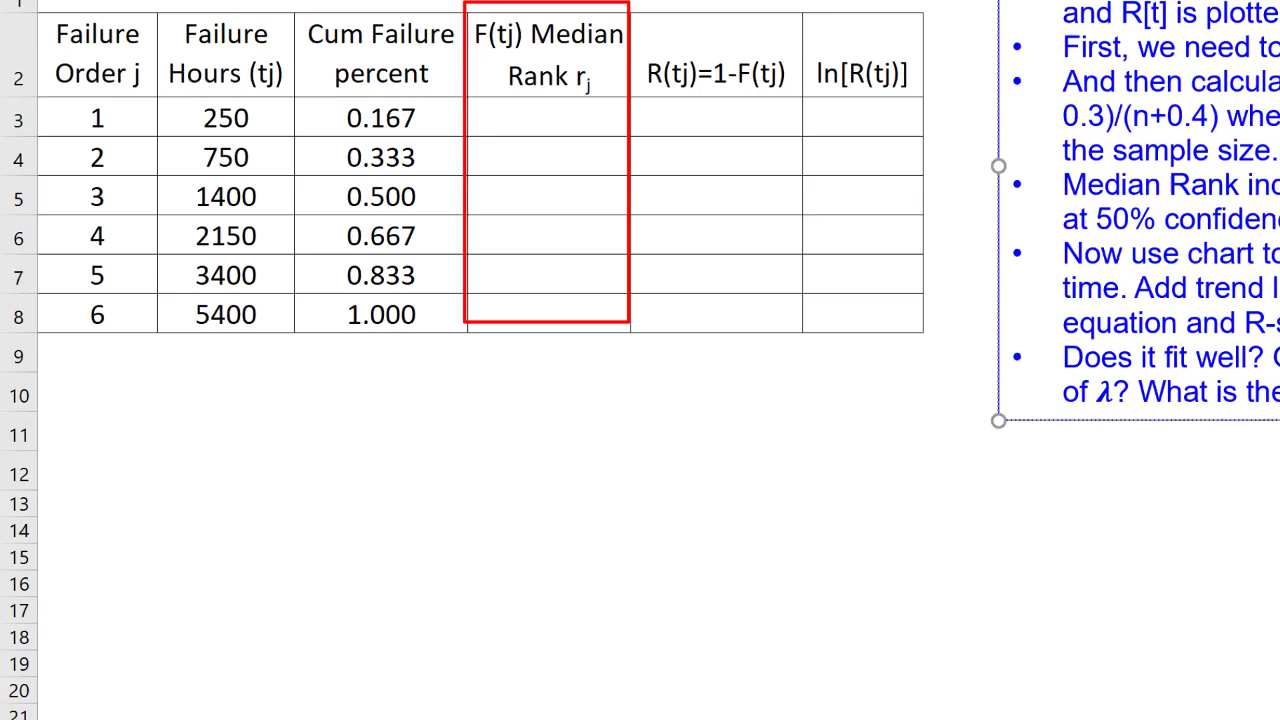 1
Failure Failure Cum Failure F(tj) Median
2 Order j Hours (tj) percent Rank rj R(tj)=1-F(tj) ln[R(tj)]
3 1 250 0.167
4 2 750 0.333
5 3 1400 0.500
6 4 2150 0.667
7 5 3400 0.833
8 6 5400 1.000
9
10
11
12
13
14
15
16
17
18
19
20
21
and R[t] is plotte
• First, we need to
• And then calcula
0.3)/(n+0.4) whe
the sample size.
• Median Rank inc
at 50% confiden
• Now use chart to
time. Add trend l
equation and R-s
• Does it fit well?
of λ? What is the